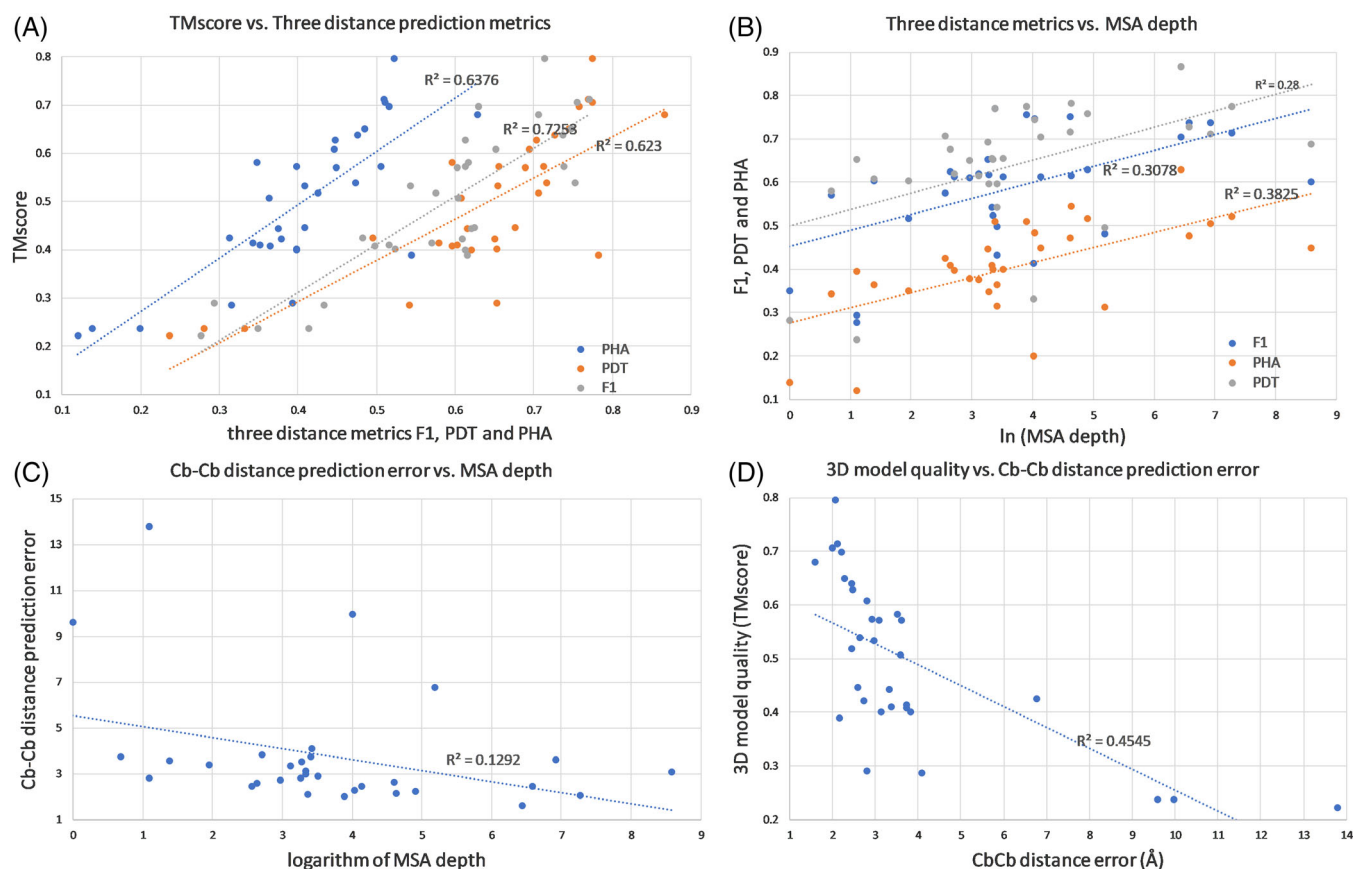 (A)
TMscore vs. Three distance prediction metrics
TMscore
0.8
0.7
0.6
0.5
0.4
0.3
0.2
0.1
R² = 0.6376
R² = 0.7253
R² = 0.623
PHA
PDT
F1
0.1 0.2 0.3 0.4 0.5 0.6 0.7 0.8 0.9
three distance metrics F1, PDT and PHA
(B)
Three distance metrics vs. MSA depth
F1, PDT and PHA
0.9
0.8
0.7
0.6
0.5
0.4
0.3
0.2
0.1
R² = 0.28
R² = 0.3078
R² = 0.3825
F1
PHA
PDT
0 1 2 3 4 5 6 7 8 9
ln (MSA depth)
(C)
Cb-Cb distance prediction error vs. MSA depth
Cb-Cb distance prediction error
15
13
11
9
7
5
3
1
R² = 0.1292
0 1 2 3 4 5 6 7 8 9
logarithm of MSA depth
(D)
3D model quality vs. Cb-Cb distance prediction error
3D model quality (TMscore)
0.8
0.7
0.6
0.5
0.4
0.3
0.2
R² = 0.4545
1 2 3 4 5 6 7 8 9 10 11 12 13 14
CbCb distance error (Å)